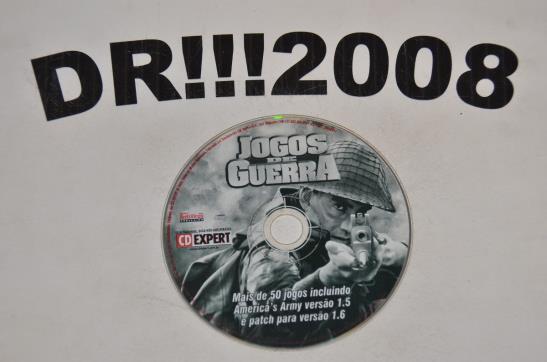 DR!!!2008
JOGOS
DE
GUERRA
CD EXPERT
Mais de 50 jogos incluindo
America's Army versão 1.5
e patch para versão 1.6